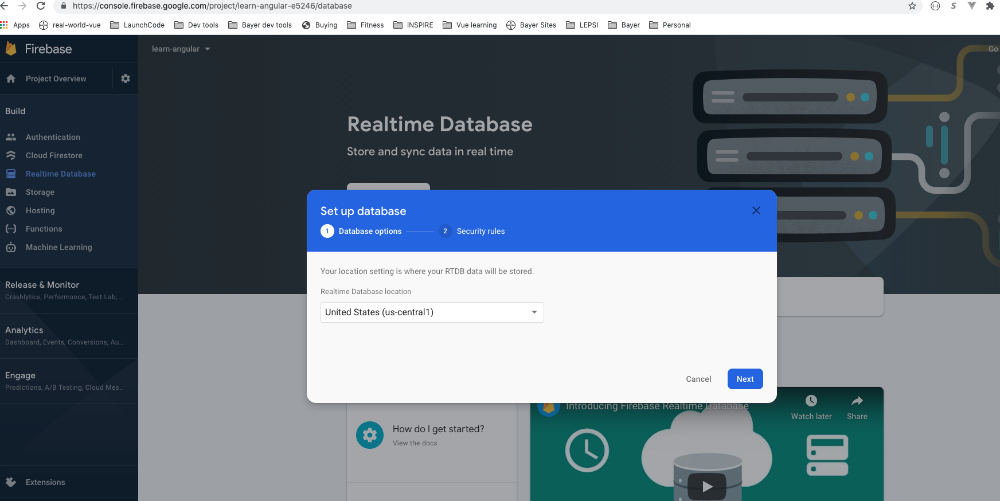 https://console.firebase.google.com/project/learn-angular-e5246/database
Apps real-world-vue LaunchCode Dev tools Bayer dev tools Buying Fitness INSPIRE Vue learning Bayer Sites LEPSI Bayer Personal
Firebase
learn-angular
Go
Project Overview
Build
Authentication
Cloud Firestore
Realtime Database
Storage
Hosting
Functions
Machine Learning
Release & Monitor
Crashlytics, Performance, Test Lab, ...
Analytics
Dashboard, Events, Conversions, Au...
Engage
Predictions, A/B Testing, Cloud Mes...
Extensions
Realtime Database
Store and sync data in real time
Set up database
1 Database options 2 Security rules
Your location setting is where your RTDB data will be stored.
Realtime Database location
United States (us-central1)
Cancel Next
How do I get started?
View the docs
Introducing Firebase Realtime Database
Watch later Share